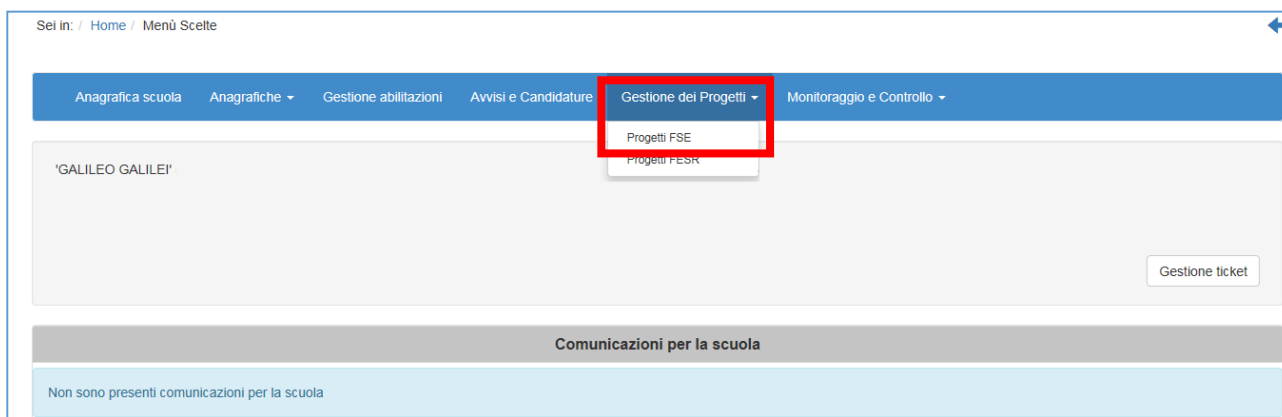 Sei in: / Home / Menù Scelte
Anagrafica scuola Anagrafiche Gestione abilitazioni Avvisi e Candidature Gestione dei Progetti Monitoraggio e Controllo
Progetti FSE
Progetti FESR
'GALILEO GALILEI'
Gestione ticket
Comunicazioni per la scuola
Non sono presenti comunicazioni per la scuola